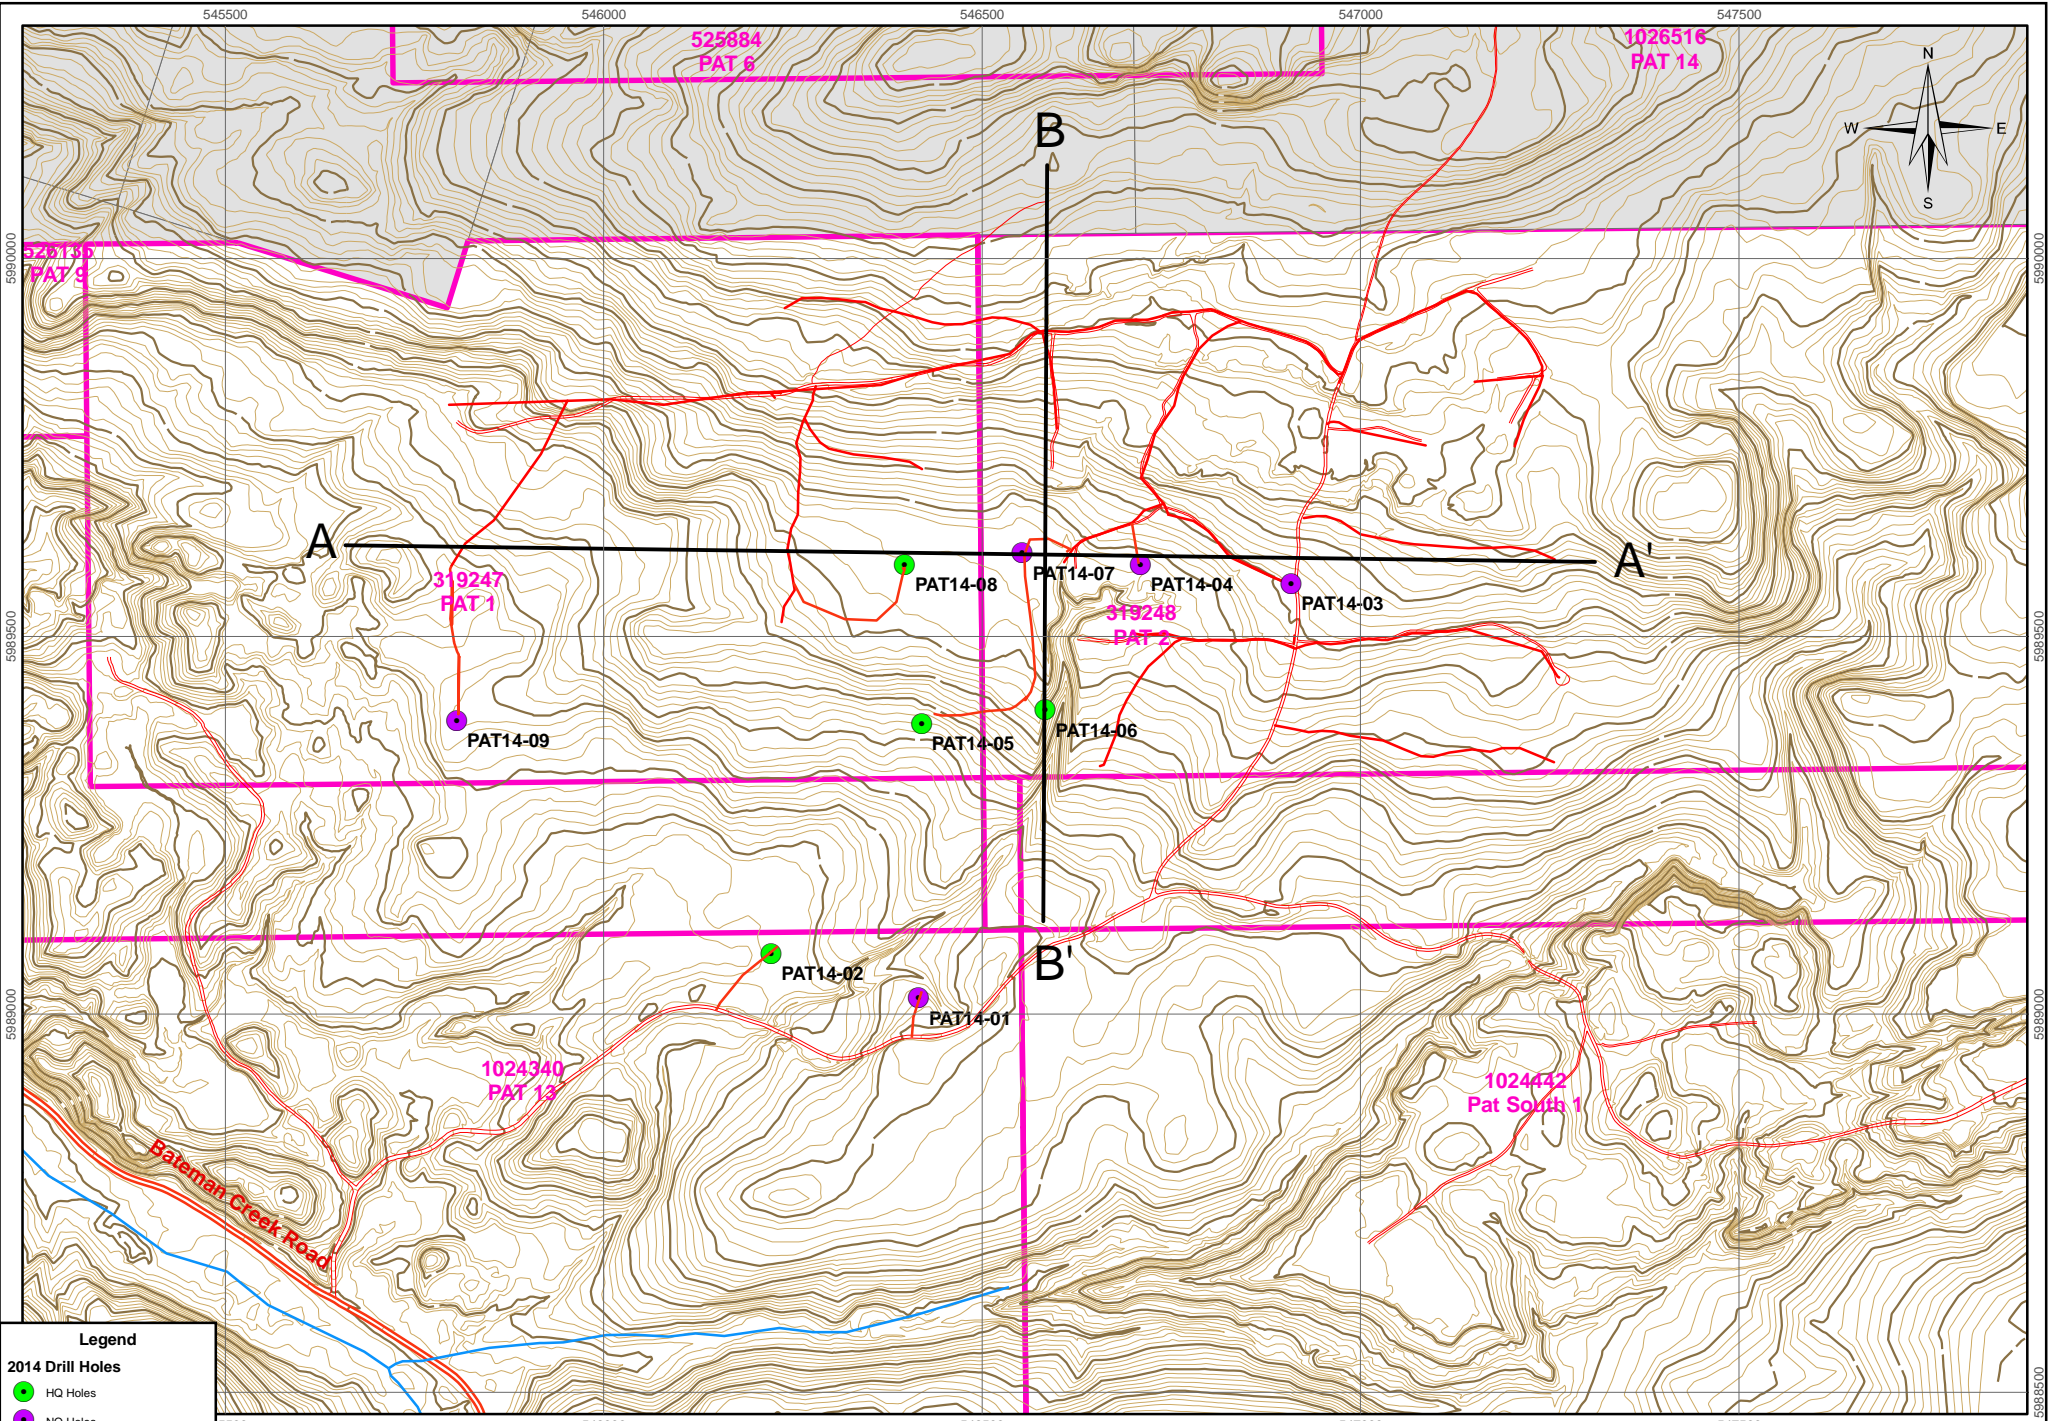 545500
546000
546500
547000
547500
525884
PAT 6
1026516
PAT 14
N
W
E
S
B
5990000
5990000
526135
PAT 9
A
A'
319247
PAT 1
PAT14-08
PAT14-07
PAT14-04
PAT14-03
319248
PAT 2
5989500
5989500
PAT14-09
PAT14-05
PAT14-06
B'
PAT14-02
PAT14-01
5989000
5989000
1024340
PAT 13
1024442
Pat South 1
Bateman Creek Road
Legend
2014 Drill Holes
HQ Holes
NQ Holes
5988500